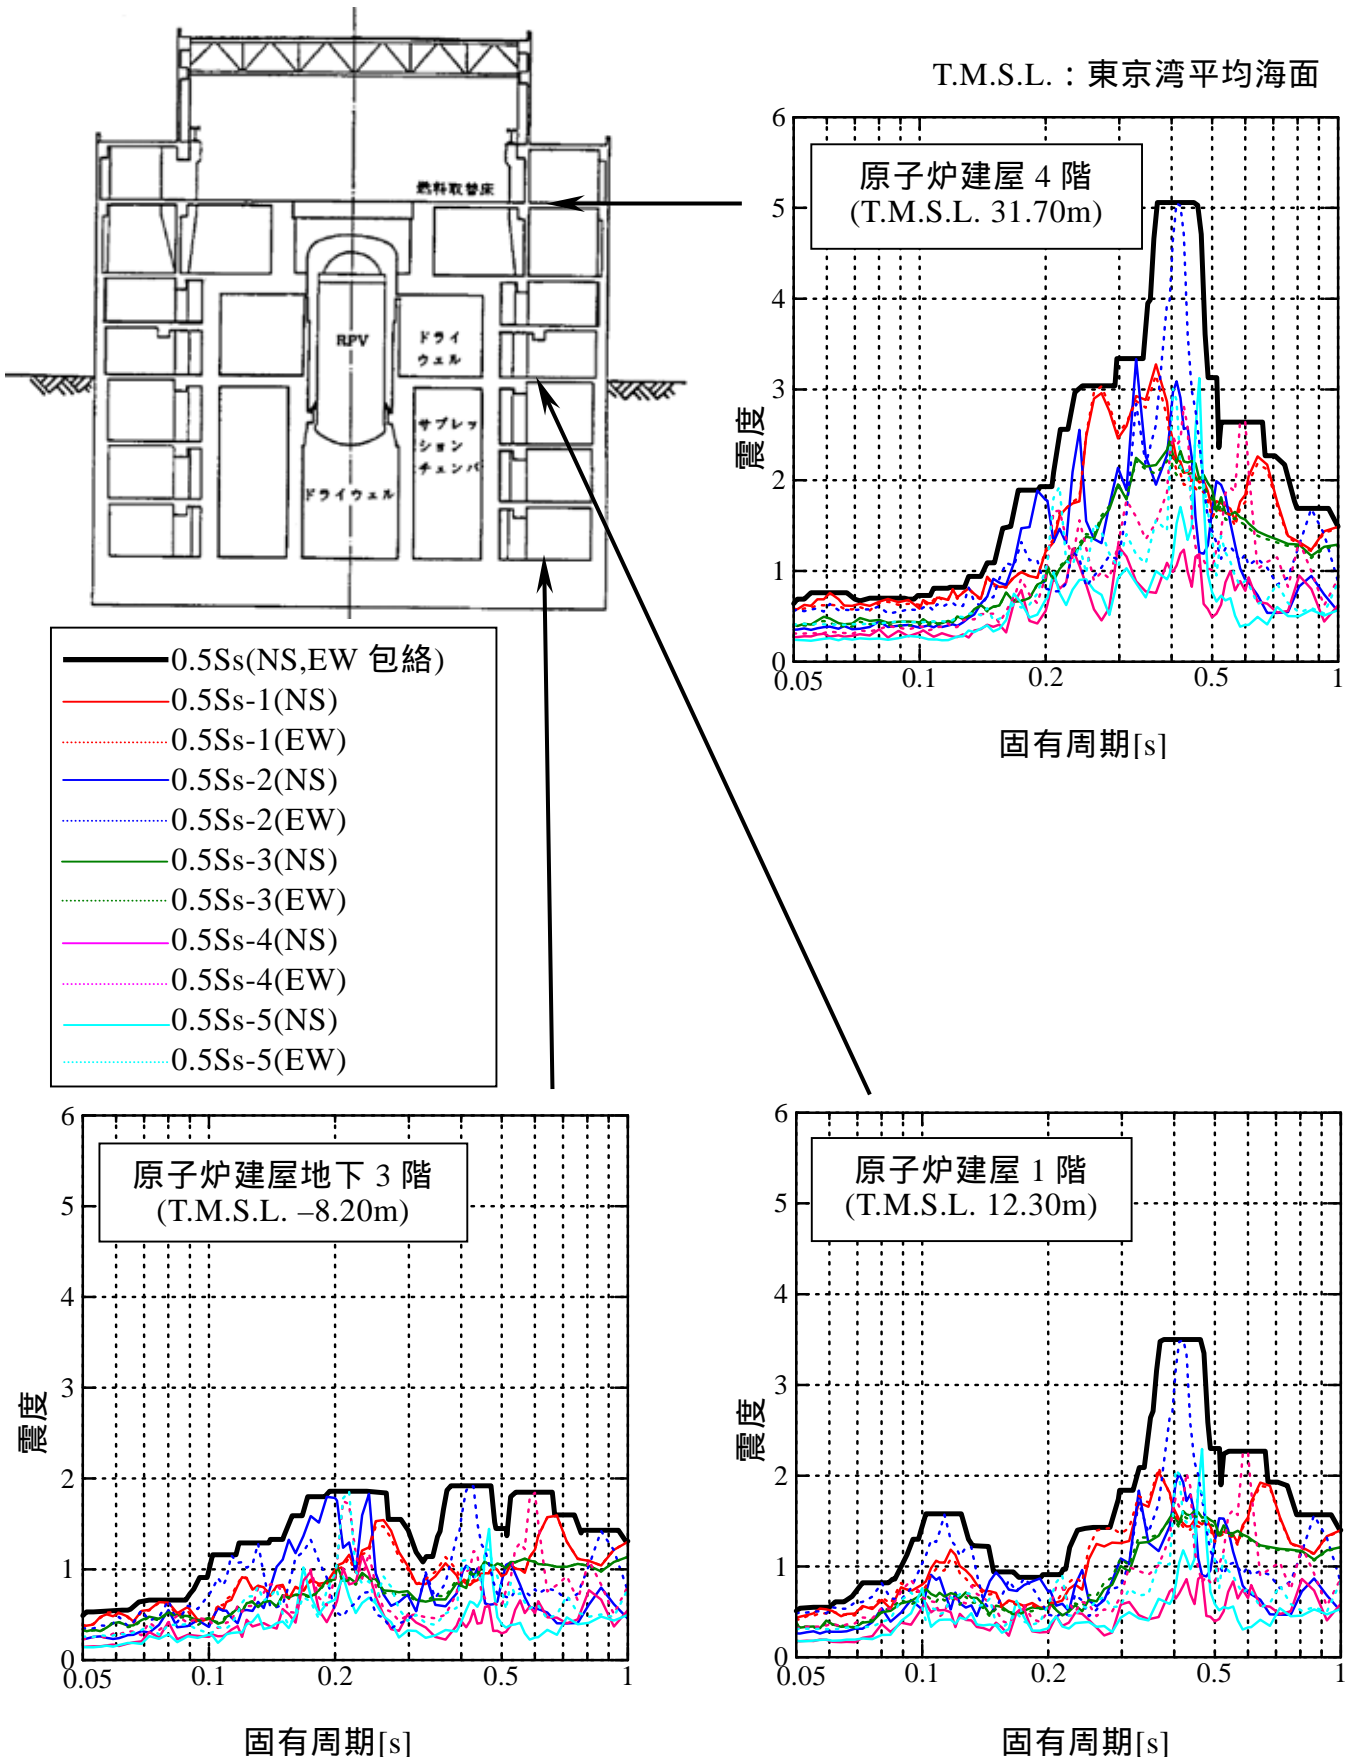 T.M.S.L.：東京湾平均海面
燃料取替床
RPV
ドライ
ウェル
サプレッ
ション
チェンバ
ドライウェル
6
5
4
3
2
1
0
震度
原子炉建屋 4 階
(T.M.S.L. 31.70m)
0.05
0.1
0.2
0.5
1
固有周期[s]
0.5Ss(NS,EW 包絡)
0.5Ss-1(NS)
0.5Ss-1(EW)
0.5Ss-2(NS)
0.5Ss-2(EW)
0.5Ss-3(NS)
0.5Ss-3(EW)
0.5Ss-4(NS)
0.5Ss-4(EW)
0.5Ss-5(NS)
0.5Ss-5(EW)
6
5
4
3
2
1
0
震度
原子炉建屋地下 3 階
(T.M.S.L. –8.20m)
0.05
0.1
0.2
0.5
1
固有周期[s]
6
5
4
3
2
1
0
震度
原子炉建屋 1 階
(T.M.S.L. 12.30m)
0.05
0.1
0.2
0.5
1
固有周期[s]